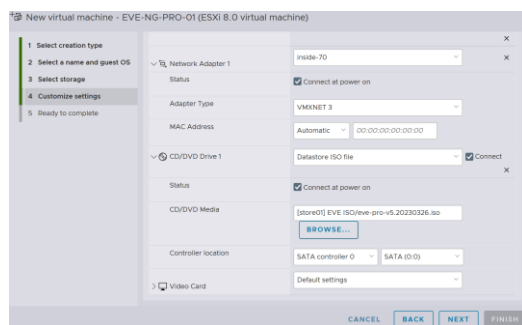 New virtual machine - EVE-NG-PRO-01 (ESXi 8.0 virtual machine)
1 Select creation type
2 Select a name and guest OS
3 Select storage
4 Customize settings
5 Ready to complete
Network Adapter 1
inside-70
Status
Connect at power on
Adapter Type
VMXNET 3
MAC Address
Automatic
00:00:00:00:00:00
CD/DVD Drive 1
Datastore ISO file
Connect
Status
Connect at power on
CD/DVD Media
[store01] EVE ISO/eve-pro-v5.20230326.iso
BROWSE...
Controller location
SATA controller 0
SATA (0:0)
Video Card
Default settings
CANCEL
BACK
NEXT
FINISH